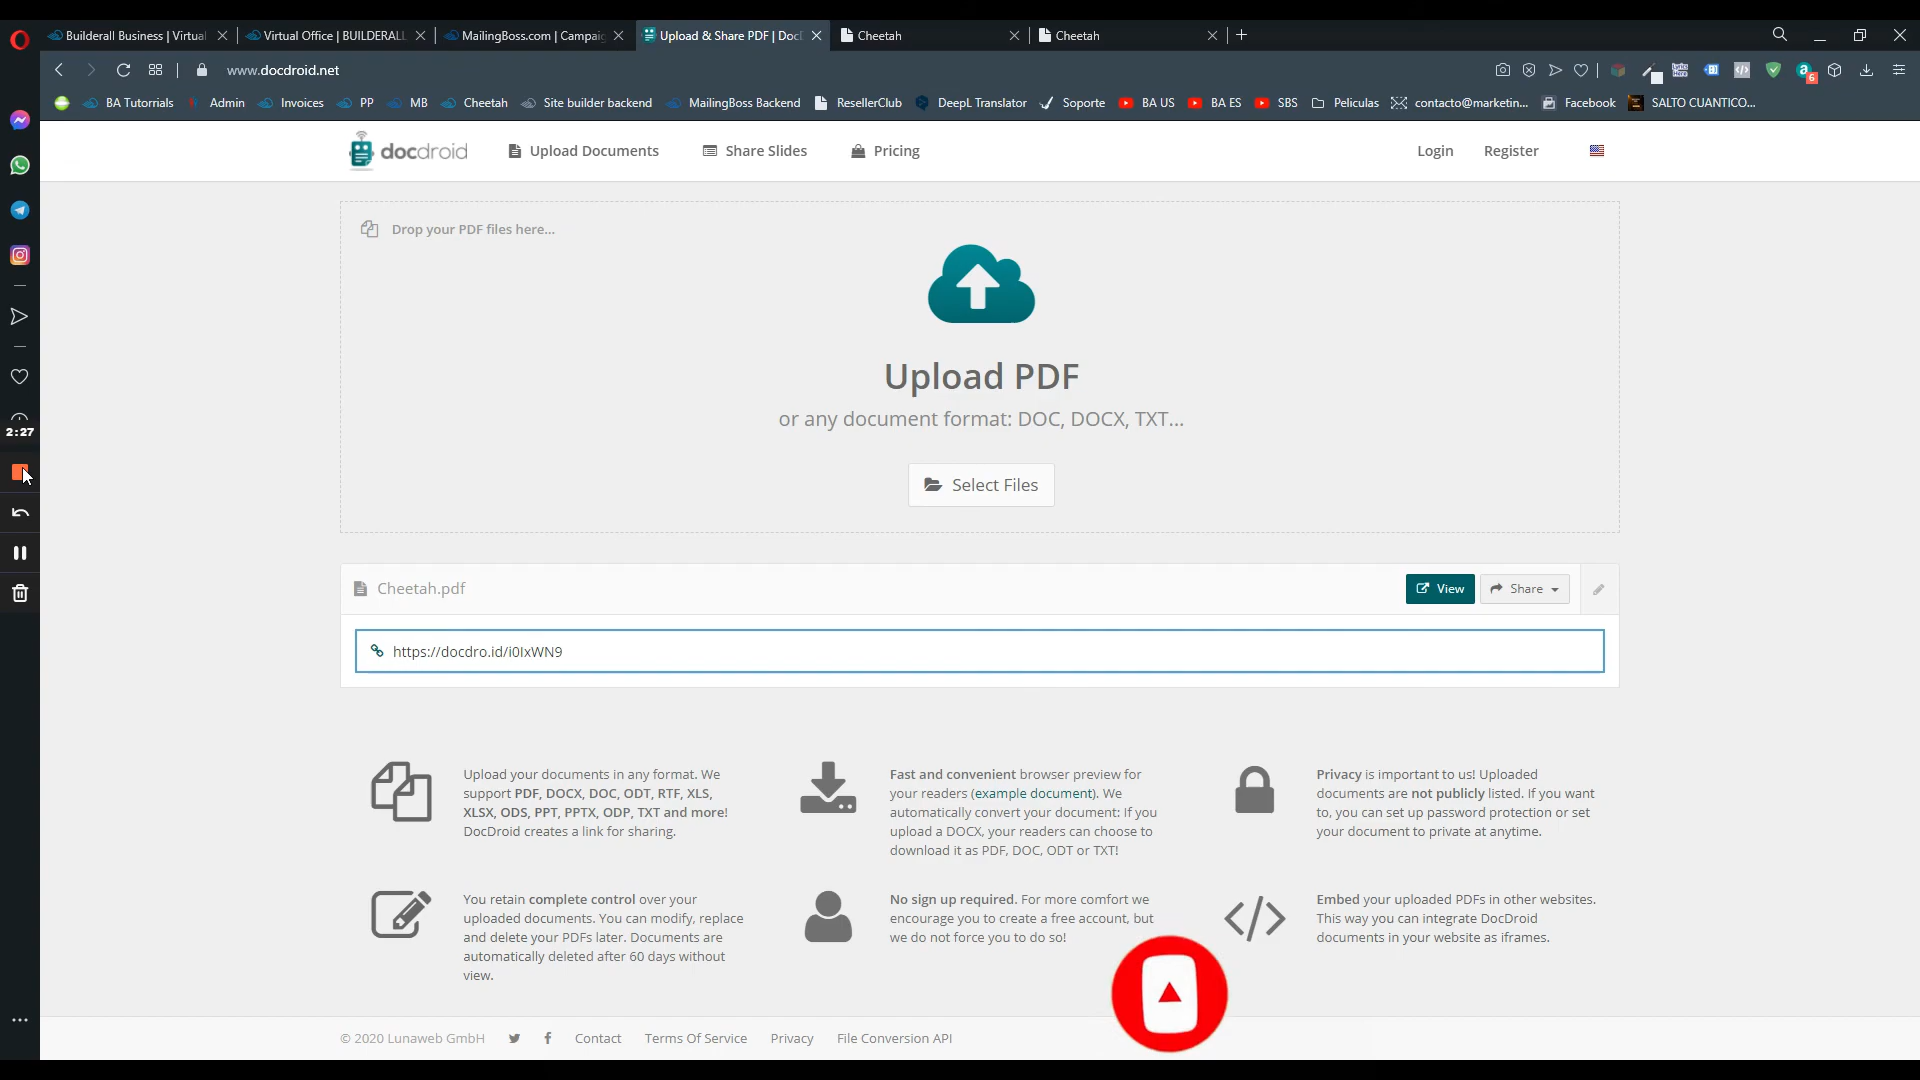 Builderall Business | Virtual
Virtual Office | BUILDERALL
MailingBoss.com | Campaig
Upload & Share PDF | DocD
Cheetah
Cheetah
www.docdroid.net
6
BA Tutorrials
Admin
Invoices
PP
MB
Cheetah
Site builder backend
MailingBoss Backend
ResellerClub
DeepL Translator
Soporte
BA US
BA ES
SBS
Peliculas
contacto@marketin...
Facebook
SALTO CUANTICO...
docdroid
Upload Documents
Share Slides
Pricing
Login
Register
Drop your PDF files here...
Upload PDF
or any document format: DOC, DOCX, TXT...
2:27
Select Files
Cheetah.pdf
View
Share
https://docdro.id/i0IxWN9
Upload your documents in any format. We
support PDF, DOCX, DOC, ODT, RTF, XLS,
XLSX, ODS, PPT, PPTX, ODP, TXT and more!
DocDroid creates a link for sharing.
Fast and convenient browser preview for
your readers (example document). We
automatically convert your document: If you
upload a DOCX, your readers can choose to
download it as PDF, DOC, ODT or TXT!
Privacy is important to us! Uploaded
documents are not publicly listed. If you want
to, you can set up password protection or set
your document to private at anytime.
You retain complete control over your
uploaded documents. You can modify, replace
and delete your PDFs later. Documents are
automatically deleted after 60 days without
view.
No sign up required. For more comfort we
encourage you to create a free account, but
we do not force you to do so!
Embed your uploaded PDFs in other websites.
This way you can integrate DocDroid
documents in your website as iframes.
© 2020 Lunaweb GmbH
Contact
Terms Of Service
Privacy
File Conversion API